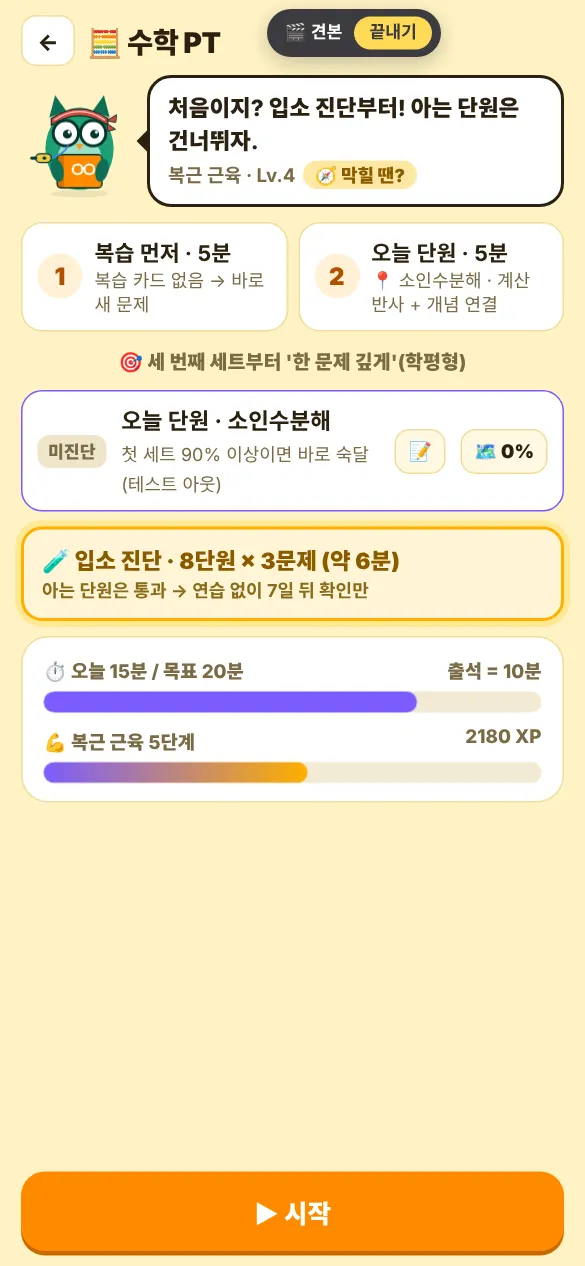 수학 PT
견본
끝내기
처음이지? 입소 진단부터! 아는 단원은
건너뛰자.
복근 근육 · Lv.4
막힐 땐?
1
복습 먼저 · 5분
복습 카드 없음 → 바로
새 문제
2
오늘 단원 · 5분
소인수분해 · 계산
반사 + 개념 연결
세 번째 세트부터 '한 문제 깊게'(학평형)
미진단
오늘 단원 · 소인수분해
첫 세트 90% 이상이면 바로 숙달
(테스트 아웃)
0%
입소 진단 · 8단원 × 3문제 (약 6분)
아는 단원은 통과 → 연습 없이 7일 뒤 확인만
오늘 15분 / 목표 20분
출석 = 10분
복근 근육 5단계
2180 XP
▶ 시작